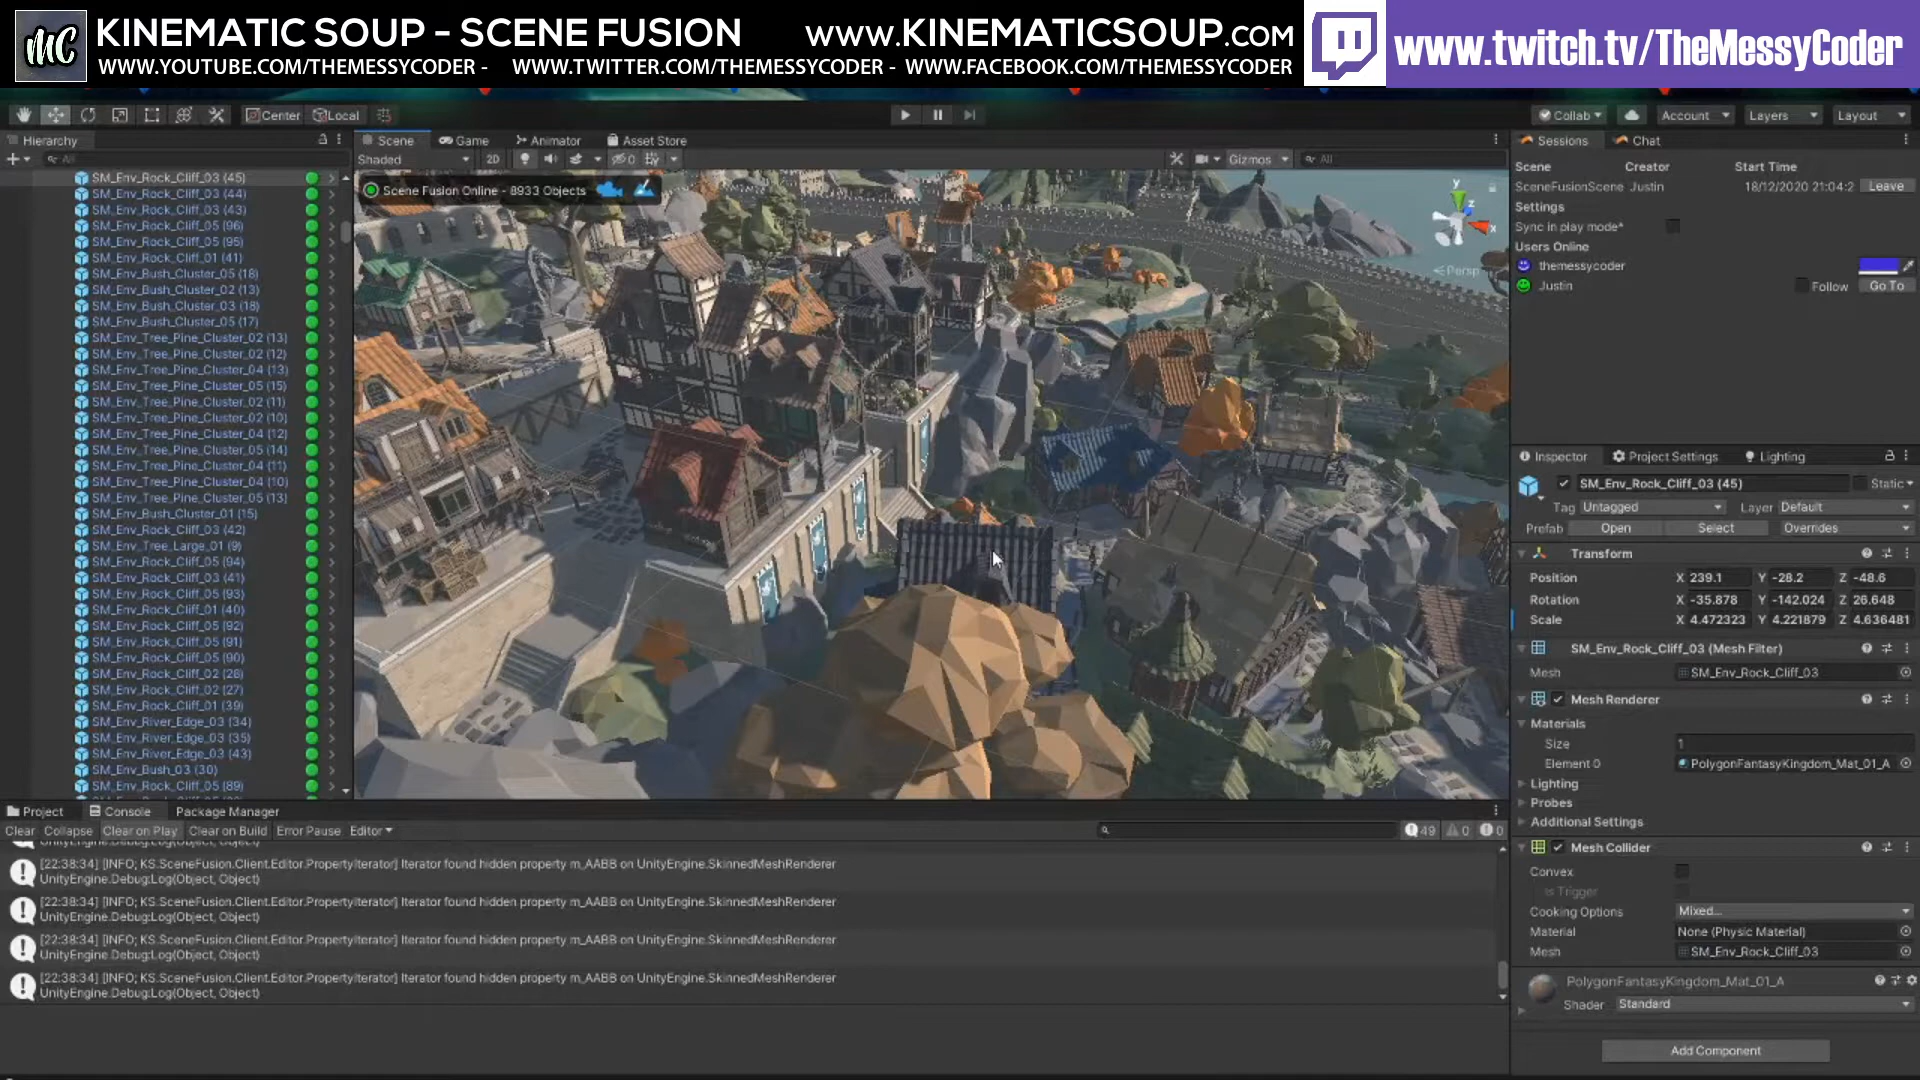 MC
KINEMATIC SOUP - SCENE FUSION
www.KINEMATICSOUP.com
WWW.YOUTUBE.COM/THEMESSYCODER - WWW.TWITTER.COM/THEMESSYCODER - WWW.FACEBOOK.COM/THEMESSYCODER
www.twitch.tv/TheMessyCoder
Center Local
Collab Account Layers Layout
Hierarchy
All
SM_Env_Rock_Cliff_03 (45)
SM_Env_Rock_Cliff_03 (44)
SM_Env_Rock_Cliff_03 (43)
SM_Env_Rock_Cliff_05 (96)
SM_Env_Rock_Cliff_05 (95)
SM_Env_Rock_Cliff_01 (41)
SM_Env_Bush_Cluster_05 (18)
SM_Env_Bush_Cluster_02 (13)
SM_Env_Bush_Cluster_03 (18)
SM_Env_Bush_Cluster_05 (17)
SM_Env_Tree_Pine_Cluster_02 (13)
SM_Env_Tree_Pine_Cluster_02 (12)
SM_Env_Tree_Pine_Cluster_04 (13)
SM_Env_Tree_Pine_Cluster_05 (15)
SM_Env_Tree_Pine_Cluster_02 (11)
SM_Env_Tree_Pine_Cluster_02 (10)
SM_Env_Tree_Pine_Cluster_04 (12)
SM_Env_Tree_Pine_Cluster_05 (14)
SM_Env_Tree_Pine_Cluster_04 (11)
SM_Env_Tree_Pine_Cluster_04 (10)
SM_Env_Tree_Pine_Cluster_05 (13)
SM_Env_Bush_Cluster_01 (15)
SM_Env_Rock_Cliff_03 (42)
SM_Env_Tree_Large_01 (9)
SM_Env_Rock_Cliff_05 (94)
SM_Env_Rock_Cliff_03 (41)
SM_Env_Rock_Cliff_05 (93)
SM_Env_Rock_Cliff_01 (40)
SM_Env_Rock_Cliff_05 (92)
SM_Env_Rock_Cliff_05 (91)
SM_Env_Rock_Cliff_05 (90)
SM_Env_Rock_Cliff_02 (28)
SM_Env_Rock_Cliff_02 (27)
SM_Env_Rock_Cliff_01 (39)
SM_Env_River_Edge_03 (34)
SM_Env_River_Edge_03 (35)
SM_Env_River_Edge_03 (43)
SM_Env_Bush_03 (30)
SM_Env_Rock_Cliff_05 (89)
Scene Game Animator Asset Store
Shaded 2D 0 Gizmos All
Scene Fusion Online - 8933 Objects
y
z
x
Persp
Sessions Chat
Scene Creator Start Time
SceneFusionScene Justin 18/12/2020 21:04:2 Leave
Settings
Sync in play mode*
Users Online
themessycoder
Justin Follow Go To
Inspector Project Settings Lighting
SM_Env_Rock_Cliff_03 (45) Static
Tag Untagged Layer Default
Prefab Open Select Overrides
Transform
Position X 239.1 Y -28.2 Z -48.6
Rotation X -35.878 Y -142.024 Z 26.648
Scale X 4.472323 Y 4.221879 Z 4.636481
SM_Env_Rock_Cliff_03 (Mesh Filter)
Mesh SM_Env_Rock_Cliff_03
Mesh Renderer
Materials
Size 1
Element 0 PolygonFantasyKingdom_Mat_01_A
Lighting
Probes
Additional Settings
Mesh Collider
Convex
Is Trigger
Cooking Options Mixed...
Material None (Physic Material)
Mesh SM_Env_Rock_Cliff_03
PolygonFantasyKingdom_Mat_01_A
Shader Standard
Add Component
Project Console Package Manager
Clear Collapse Clear on Play Clear on Build Error Pause Editor 49 0 0
UnityEngine.Debug:Log(Object, Object)
[22:38:34] [INFO; KS.SceneFusion.Client.Editor.PropertyIterator] Iterator found hidden property m_AABB on UnityEngine.SkinnedMeshRenderer
UnityEngine.Debug:Log(Object, Object)
[22:38:34] [INFO; KS.SceneFusion.Client.Editor.PropertyIterator] Iterator found hidden property m_AABB on UnityEngine.SkinnedMeshRenderer
UnityEngine.Debug:Log(Object, Object)
[22:38:34] [INFO; KS.SceneFusion.Client.Editor.PropertyIterator] Iterator found hidden property m_AABB on UnityEngine.SkinnedMeshRenderer
UnityEngine.Debug:Log(Object, Object)
[22:38:34] [INFO; KS.SceneFusion.Client.Editor.PropertyIterator] Iterator found hidden property m_AABB on UnityEngine.SkinnedMeshRenderer
UnityEngine.Debug:Log(Object, Object)